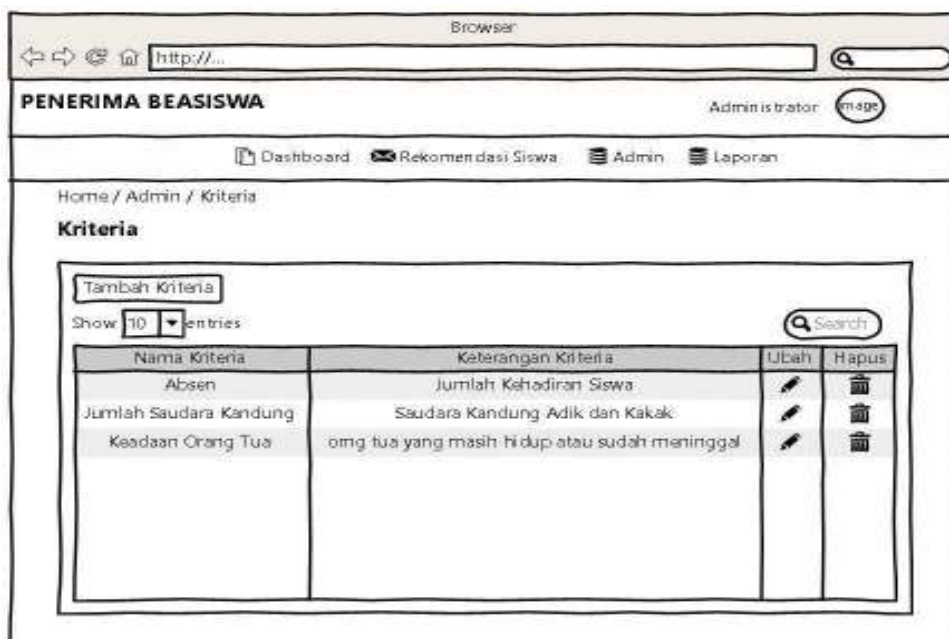 Browser
http://...
PENERIMA BEASISWA
Administrator
image
Dashboard Rekomendasi Siswa Admin Laporan
Home / Admin / Kriteria
Kriteria
Tambah Kriteria
Show 10 entries
Search
Nama Kriteria Keterangan Kriteria Ubah Hapus
Absen Jumlah Kehadiran Siswa
Jumlah Saudara Kandung Saudara Kandung Adik dan Kakak
Keadaan Orang Tua orng tua yang masih hidup atau sudah meninggal